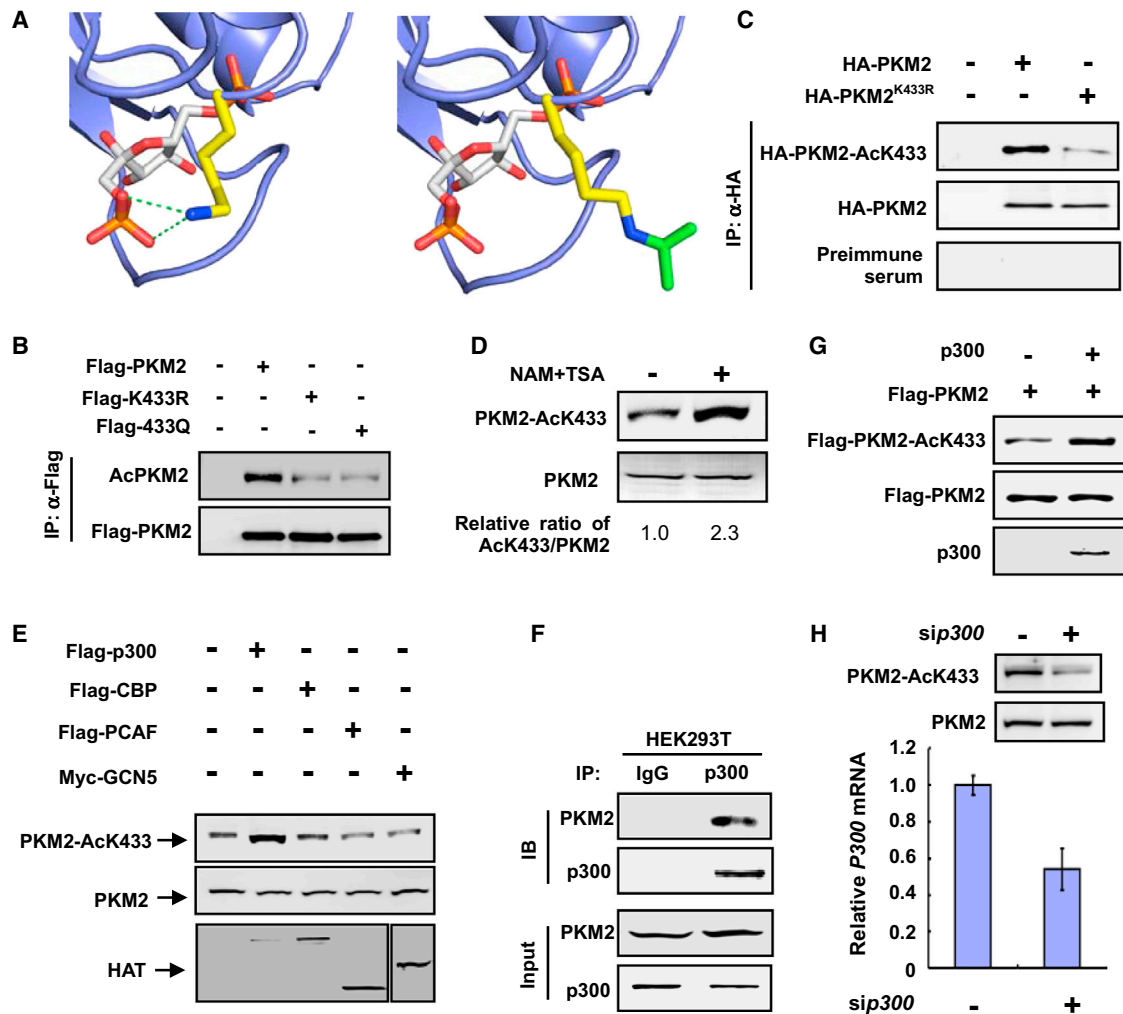 A
B
Flag-PKM2 - + - -
Flag-K433R - - + -
Flag-433Q - - - +
IP: α-Flag
AcPKM2
Flag-PKM2
C
HA-PKM2 - + -
HA-PKM2K433R - - +
IP: α-HA
HA-PKM2-AcK433
HA-PKM2
Preimmune
serum
D
NAM+TSA - +
PKM2-AcK433
PKM2
Relative ratio of
AcK433/PKM2
1.0 2.3
G
p300 - +
Flag-PKM2 + +
Flag-PKM2-AcK433
Flag-PKM2
p300
E
Flag-p300 - + - - -
Flag-CBP - - + - -
Flag-PCAF - - - + -
Myc-GCN5 - - - - +
PKM2-AcK433
PKM2
HAT
F
HEK293T
IP: IgG p300
IB
PKM2
p300
Input
PKM2
p300
H
sip300 - +
PKM2-AcK433
PKM2
Relative P300 mRNA
1.2
1.0
0.8
0.6
0.4
0.2
0
sip300 - +